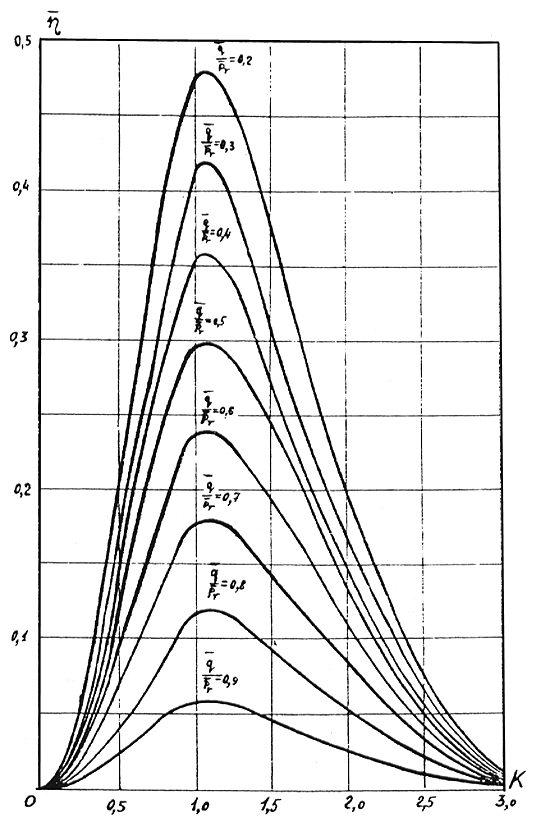 η̄
0,5
q̄/p̄r=0,2
q̄/p̄r=0,3
0,4
q̄/p̄r=0,4
q̄/p̄r=0,5
0,3
q̄/p̄r=0,6
q̄/p̄r=0,7
0,2
q̄/p̄r=0,8
0,1
q̄/p̄r=0,9
K
0 0,5 1,0 1,5 2,0 2,5 3,0